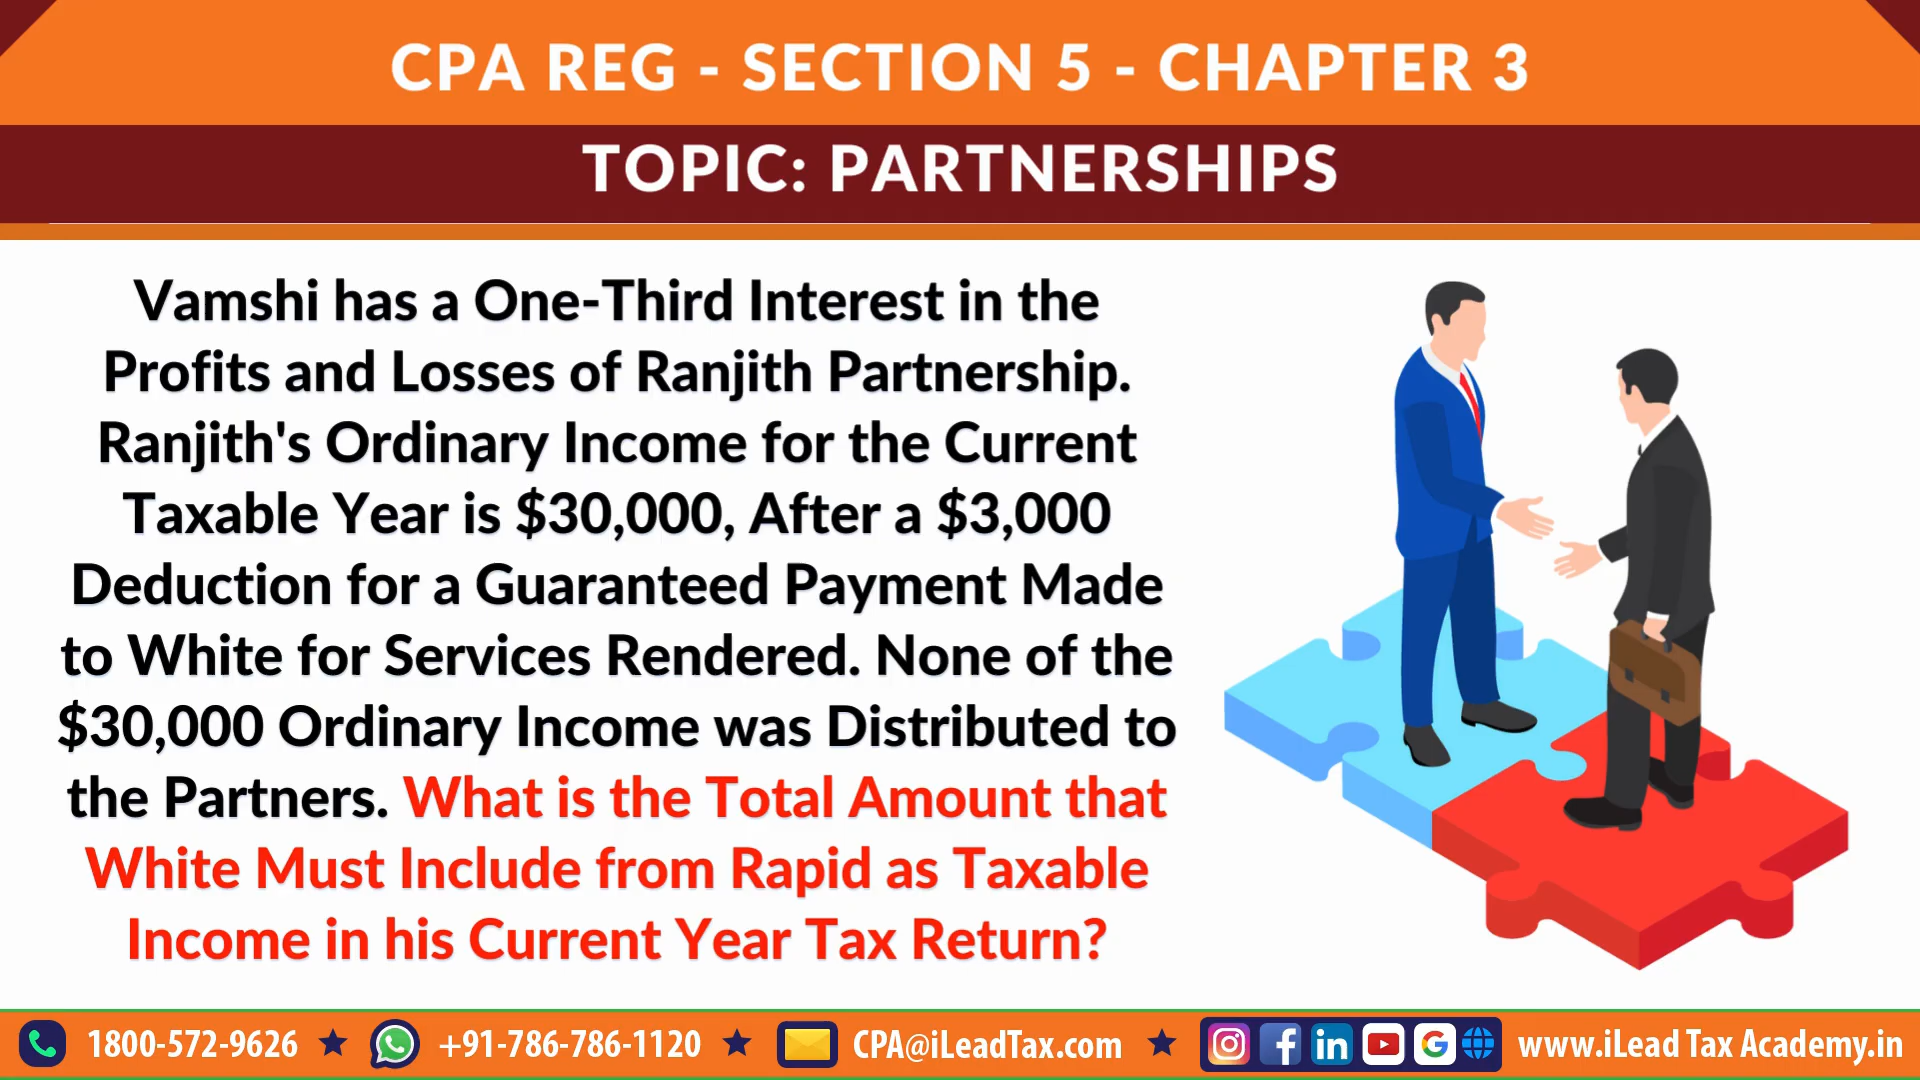 CPA REG - SECTION 5 - CHAPTER 3
TOPIC: PARTNERSHIPS
Vamshi has a One-Third Interest in the
Profits and Losses of Ranjith Partnership.
Ranjith's Ordinary Income for the Current
Taxable Year is $30,000, After a $3,000
Deduction for a Guaranteed Payment Made
to White for Services Rendered. None of the
$30,000 Ordinary Income was Distributed to
the Partners. What is the Total Amount that
White Must Include from Rapid as Taxable
Income in his Current Year Tax Return?
1800-572-9626 ★ +91-786-786-1120 ★ CPA@iLeadTax.com ★ www.iLead Tax Academy.in